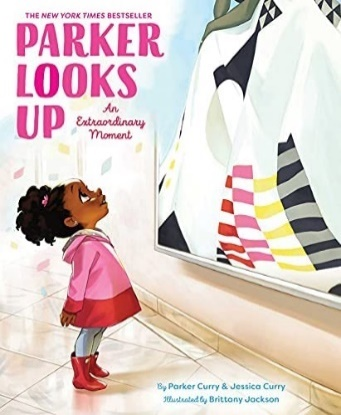 THE NEW YORK TIMES BESTSELLER
PARKER
LOOKS
UP
An
Extraordinary
Moment
By Parker Curry & Jessica Curry
Illustrated by Brittany Jackson